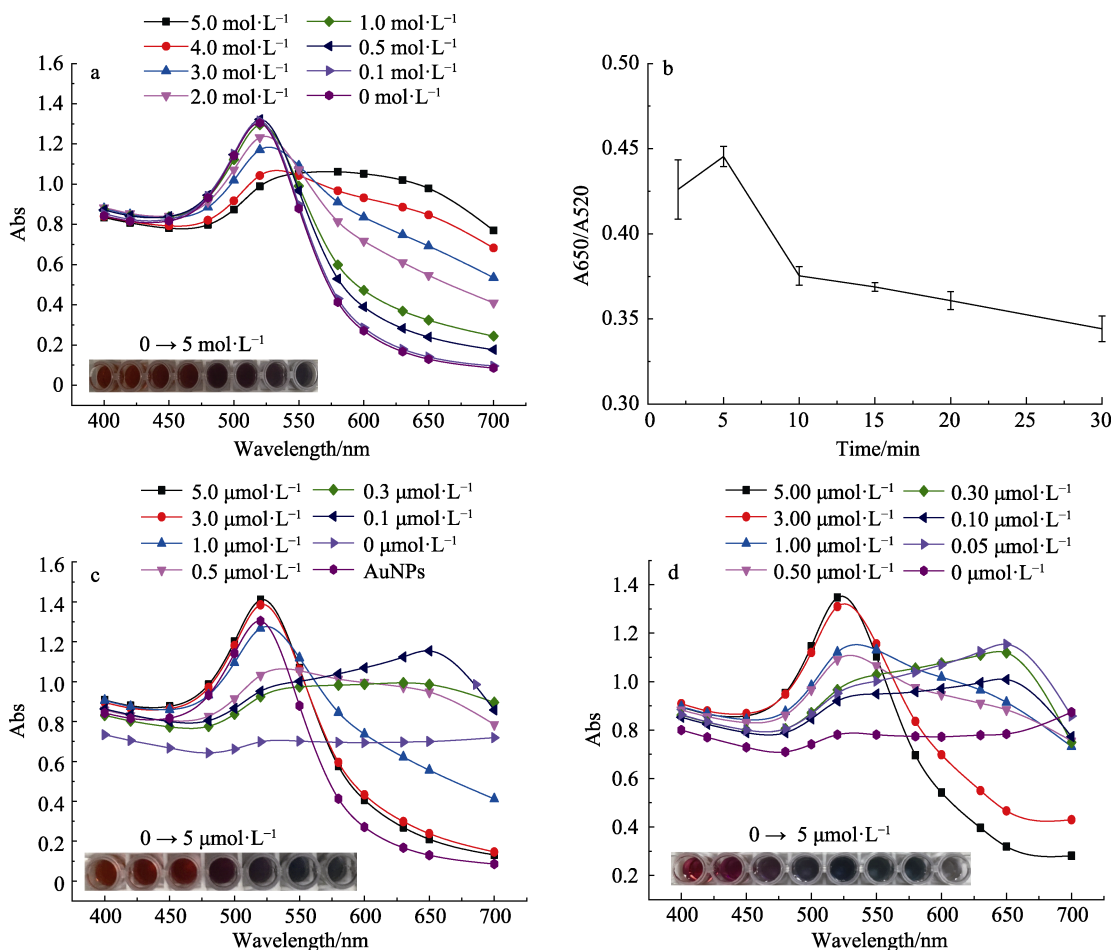 5.0 mol·L⁻¹ 1.0 mol·L⁻¹
4.0 mol·L⁻¹ 0.5 mol·L⁻¹
3.0 mol·L⁻¹ 0.1 mol·L⁻¹
2.0 mol·L⁻¹ 0 mol·L⁻¹
a
1.6
1.4
1.2
1.0
0.8
0.6
0.4
0.2
0
Abs
0 → 5 mol·L⁻¹
400 450 500 550 600 650 700
Wavelength/nm
b
0.50
0.45
0.40
0.35
0.30
A650/A520
0 5 10 15 20 25 30
Time/min
5.0 μmol·L⁻¹ 0.3 μmol·L⁻¹
3.0 μmol·L⁻¹ 0.1 μmol·L⁻¹
1.0 μmol·L⁻¹ 0 μmol·L⁻¹
0.5 μmol·L⁻¹ AuNPs
c
1.6
1.4
1.2
1.0
0.8
0.6
0.4
0.2
0
Abs
0 → 5 μmol·L⁻¹
400 450 500 550 600 650 700
Wavelength/nm
5.00 μmol·L⁻¹ 0.30 μmol·L⁻¹
3.00 μmol·L⁻¹ 0.10 μmol·L⁻¹
1.00 μmol·L⁻¹ 0.05 μmol·L⁻¹
0.50 μmol·L⁻¹ 0 μmol·L⁻¹
d
1.6
1.4
1.2
1.0
0.8
0.6
0.4
0.2
Abs
0 → 5 μmol·L⁻¹
400 450 500 550 600 650 700
Wavelength/nm